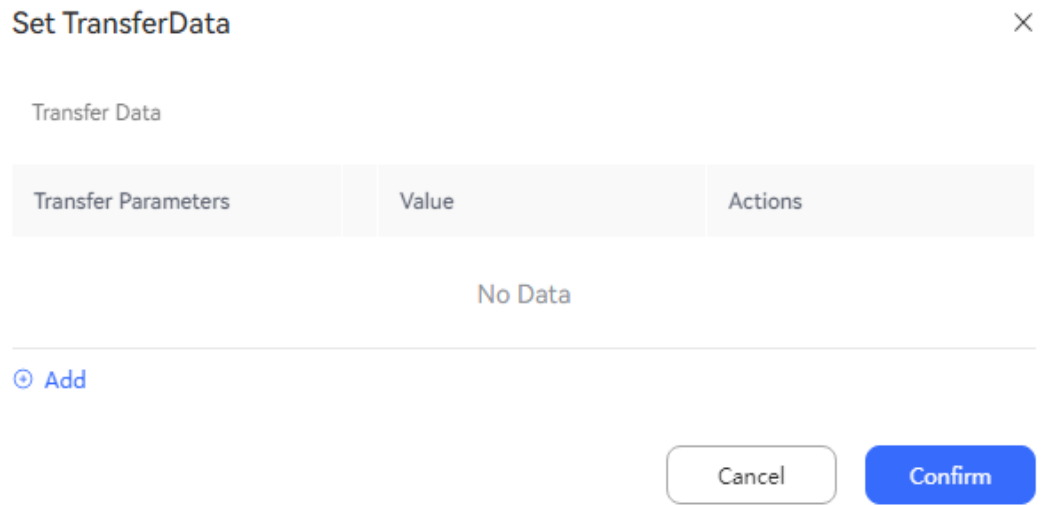 Set TransferData
Transfer Data
Transfer Parameters Value Actions
No Data
Add
Cancel Confirm